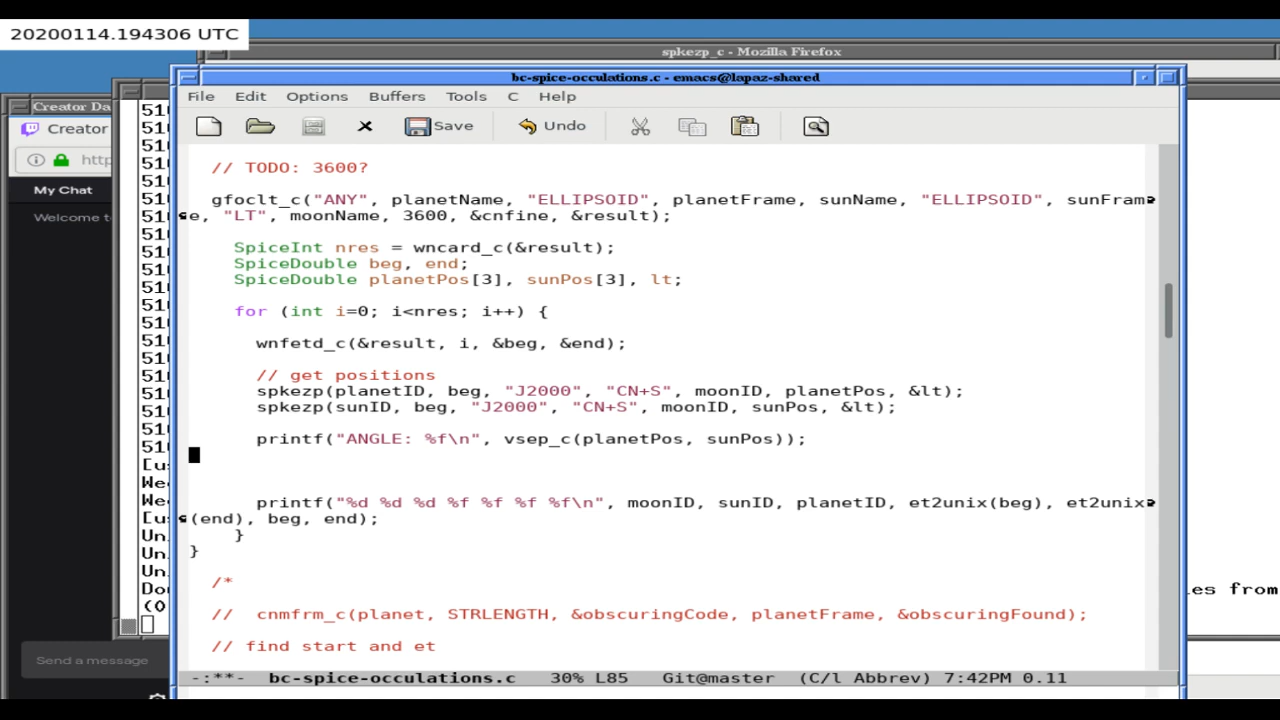 20200114.194306 UTC
spkezp_c - Mozilla Firefox
bc-spice-occulations.c - emacs@lapaz-shared
File Edit Options Buffers Tools C Help
Save Undo
Creator Da
Creator
http
My Chat
Welcome t
Send a message
// TODO: 3600?
gfoclt_c("ANY", planetName, "ELLIPSOID", planetFrame, sunName, "ELLIPSOID", sunFram
e, "LT", moonName, 3600, &cnfine, &result);
SpiceInt nres = wncard_c(&result);
SpiceDouble beg, end;
SpiceDouble planetPos[3], sunPos[3], lt;
for (int i=0; i<nres; i++) {
wnfetd_c(&result, i, &beg, &end);
// get positions
spkezp(planetID, beg, "J2000", "CN+S", moonID, planetPos, &lt);
spkezp(sunID, beg, "J2000", "CN+S", moonID, sunPos, &lt);
printf("ANGLE: %f\n", vsep_c(planetPos, sunPos));
printf("%d %d %d %f %f %f %f\n", moonID, sunID, planetID, et2unix(beg), et2unix
(end), beg, end);
}
}
/*
// cnmfrm_c(planet, STRLENGTH, &obscuringCode, planetFrame, &obscuringFound);
// find start and et
-:**- bc-spice-occulations.c 30% L85 Git@master (C/l Abbrev) 7:42PM 0.11
es from